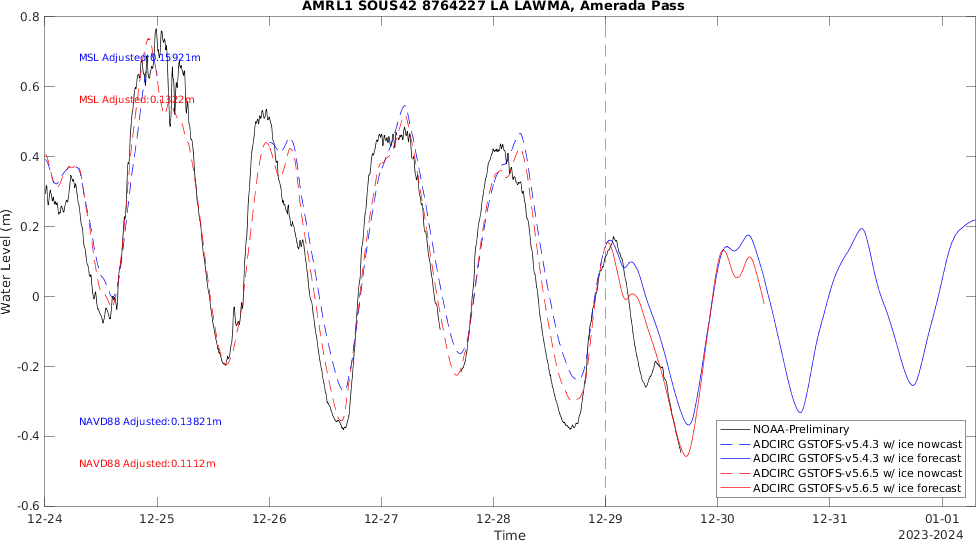 AMRL1 SOUS42 8764227 LA LAWMA, Amerada Pass
0.8
0.6
0.4
0.2
0
-0.2
-0.4
-0.6
Water Level (m)
MSL Adjusted:0.15921m
MSL Adjusted:0.1322m
NAVD88 Adjusted:0.13821m
NAVD88 Adjusted:0.1112m
NOAA-Preliminary
ADCIRC GSTOFS-v5.4.3 w/ ice nowcast
ADCIRC GSTOFS-v5.4.3 w/ ice forecast
ADCIRC GSTOFS-v5.6.5 w/ ice nowcast
ADCIRC GSTOFS-v5.6.5 w/ ice forecast
12-24 12-25 12-26 12-27 12-28 12-29 12-30 12-31 01-01
Time
2023-2024